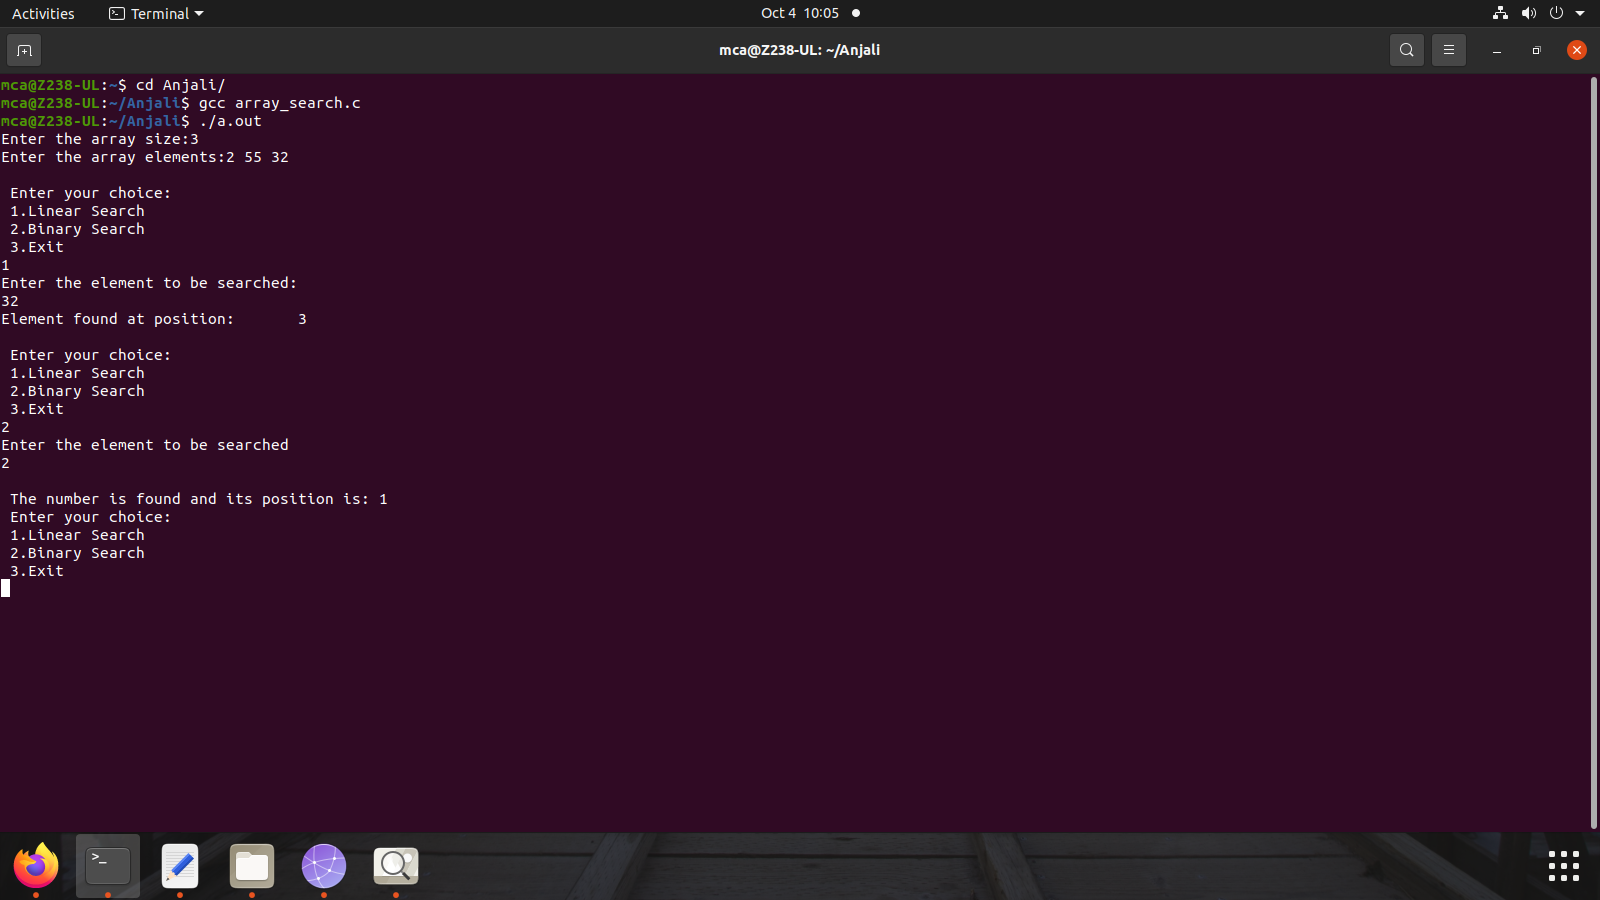 Activities Terminal Oct 4 10:05
mca@Z238-UL: ~/Anjali
mca@Z238-UL:~$ cd Anjali/
mca@Z238-UL:~/Anjali$ gcc array_search.c
mca@Z238-UL:~/Anjali$ ./a.out
Enter the array size:3
Enter the array elements:2 55 32

 Enter your choice:
 1.Linear Search
 2.Binary Search
 3.Exit
1
Enter the element to be searched:
32
Element found at position:       3

 Enter your choice:
 1.Linear Search
 2.Binary Search
 3.Exit
2
Enter the element to be searched
2

 The number is found and its position is: 1
 Enter your choice:
 1.Linear Search
 2.Binary Search
 3.Exit